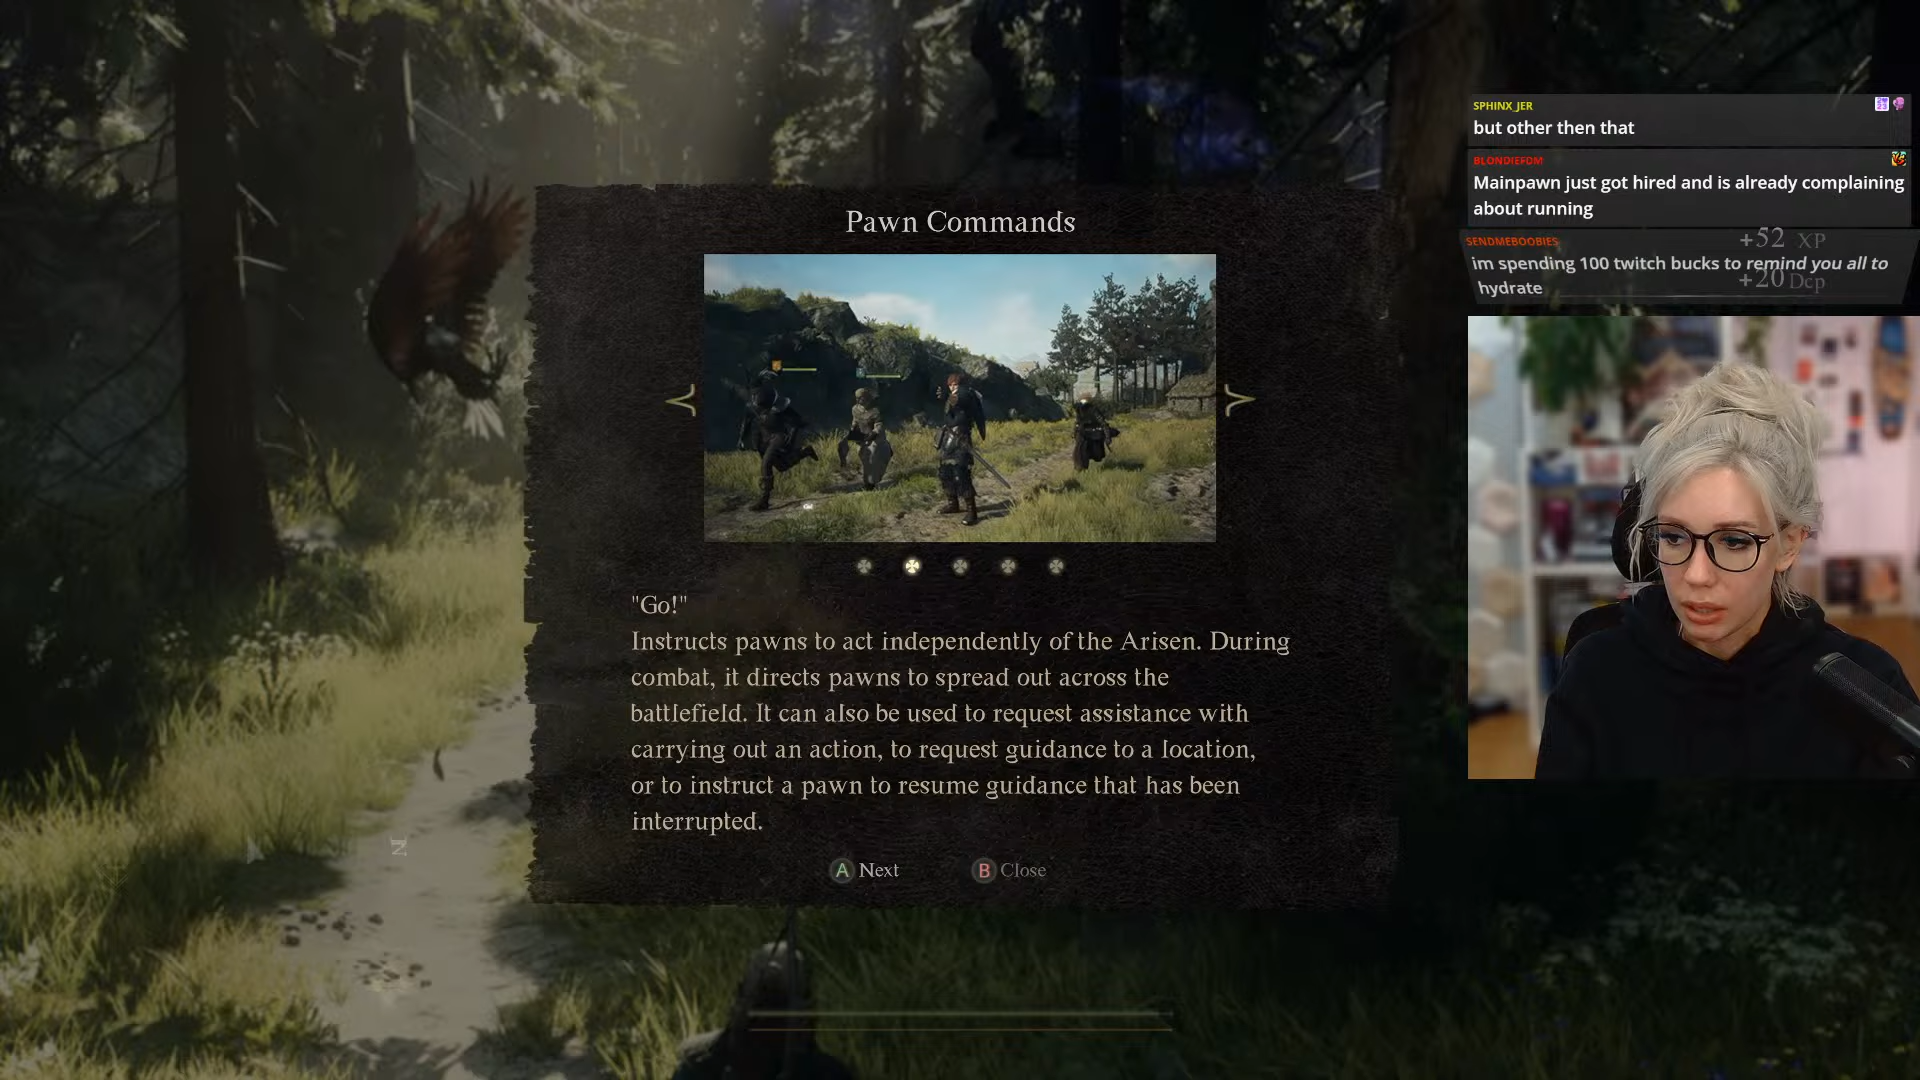 Pawn Commands
"Go!"
Instructs pawns to act independently of the Arisen. During
combat, it directs pawns to spread out across the
battlefield. It can also be used to request assistance with
carrying out an action, to request guidance to a location,
or to instruct a pawn to resume guidance that has been
interrupted.
A Next
B Close
SPHINX_JER
but other then that
BLONDIEFDM
Mainpawn just got hired and is already complaining
about running
SENDMEBOOBIES
im spending 100 twitch bucks to remind you all to
hydrate
+52 XP
+20 Dcp